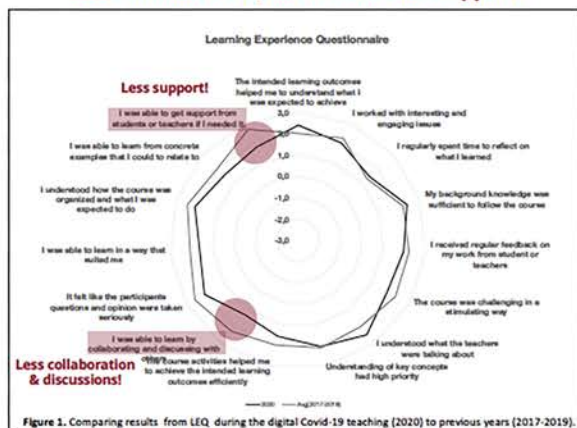 Learning Experience Questionnaire
Less support!
The intended learning outcomes
helped me to understand what I
was expected to achieve
I was able to get support from
students or teachers if I needed it
I worked with interesting and
engaging issues
I was able to learn from concrete
examples that I could to relate to
I regularly spent time to reflect on
what I learned
I understood how the course was
organized and what I was
expected to do
My background knowledge was
sufficient to follow the course
I was able to learn in a way that
suited me
I received regular feedback on
my work from student or
teachers
It felt like the participants
questions and opinion were taken
seriously
The course was challenging in a
stimulating way
I was able to learn by
collaborating and discussing with
others
I understood what the teachers
were talking about
Less collaboration
& discussions!
The course activities helped me
to achieve the intended learning
outcomes efficiently
Understanding of key concepts
had high priority
3,0
2,0
1,0
0,0
-1,0
-2,0
-3,0
2020
Avg(2017-2019)
Figure 1. Comparing results from LEQ during the digital Covid-19 teaching (2020) to previous years (2017-2019).